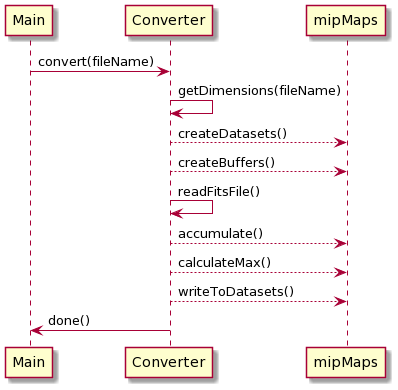 Main Converter mipMaps
convert(fileName)
getDimensions(fileName)
createDatasets()
createBuffers()
readFitsFile()
accumulate()
calculateMax()
writeToDatasets()
done()
Main Converter mipMaps